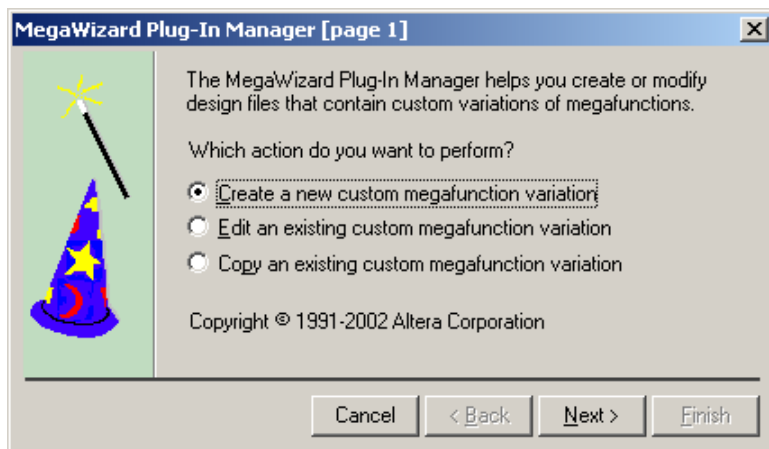 MegaWizard Plug-In Manager [page 1]
The MegaWizard Plug-In Manager helps you create or modify
design files that contain custom variations of megafunctions.
Which action do you want to perform?
Create a new custom megafunction variation
Edit an existing custom megafunction variation
Copy an existing custom megafunction variation
Copyright © 1991-2002 Altera Corporation
Cancel < Back Next > Finish